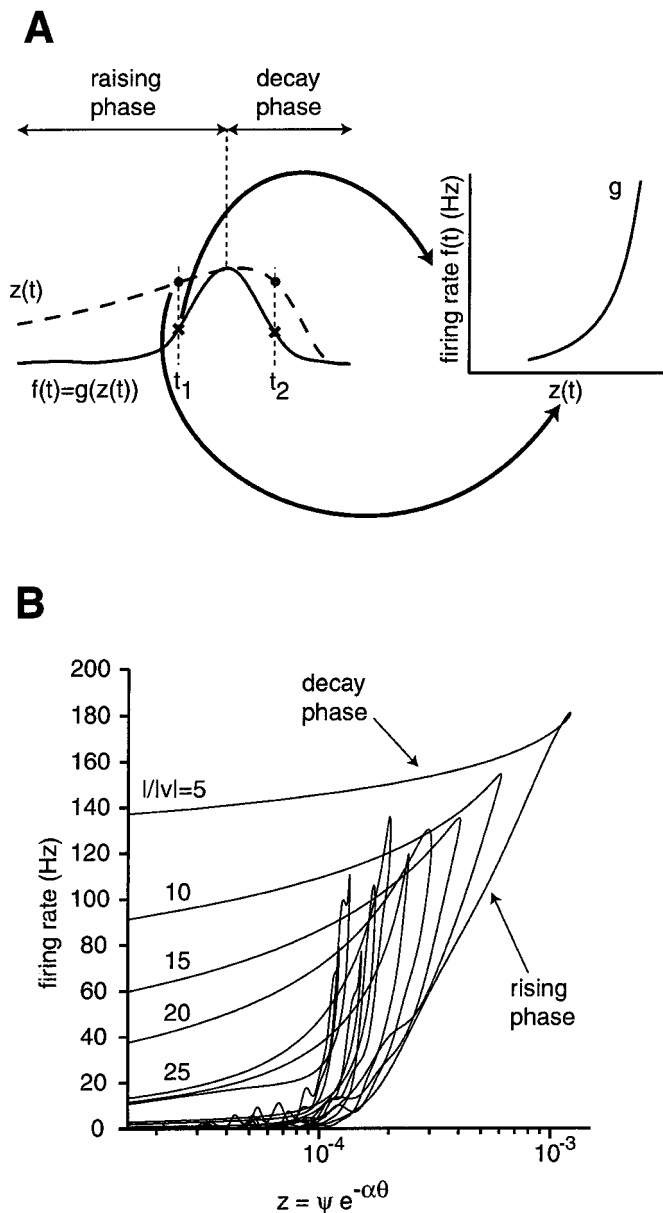 A
raising
phase
decay
phase
z(t)
f(t)=g(z(t))
t1
t2
firing rate f(t) (Hz)
g
z(t)
B
200
180
160
140
120
100
80
60
40
20
0
firing rate (Hz)
decay
phase
l/|v|=5
10
15
20
25
rising
phase
10-4
10-3
z = ψ e-αθ